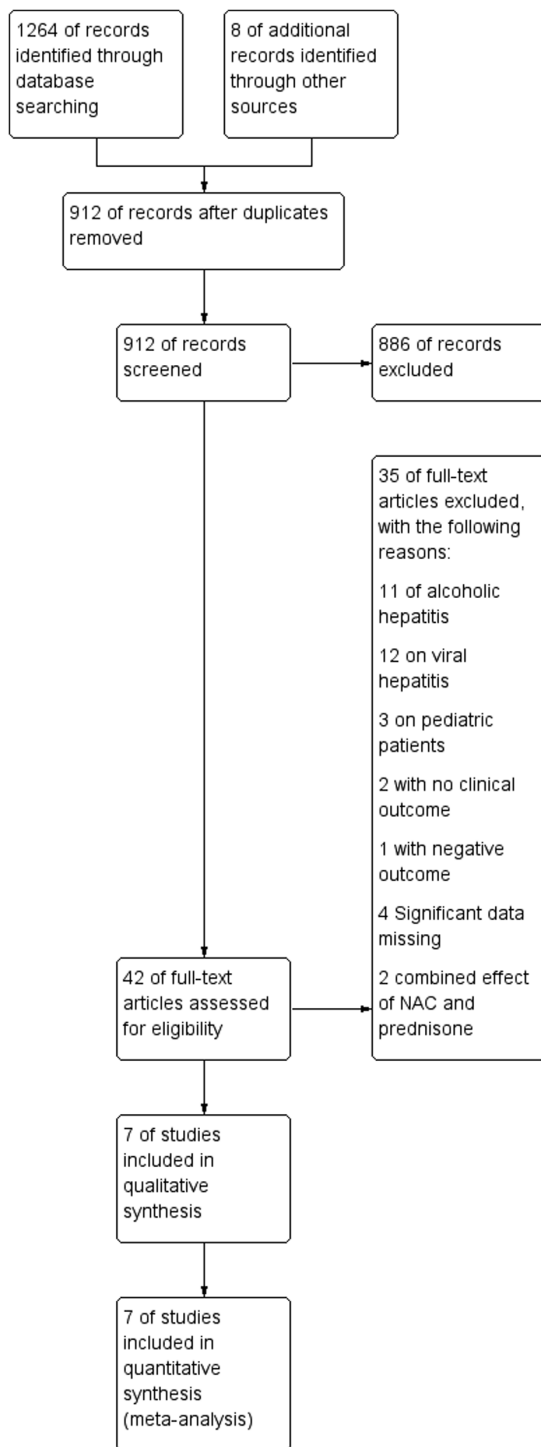 1264 of records
identified through
database
searching
8 of additional
records identified
through other
sources
912 of records after duplicates
removed
912 of records
screened
886 of records
excluded
35 of full-text
articles excluded,
with the following
reasons:
11 of alcoholic
hepatitis
12 on viral
hepatitis
3 on pediatric
patients
2 with no clinical
outcome
1 with negative
outcome
4 Significant data
missing
2 combined effect
of NAC and
prednisone
42 of full-text
articles assessed
for eligibility
7 of studies
included in
qualitative
synthesis
7 of studies
included in
quantitative
synthesis
(meta-analysis)